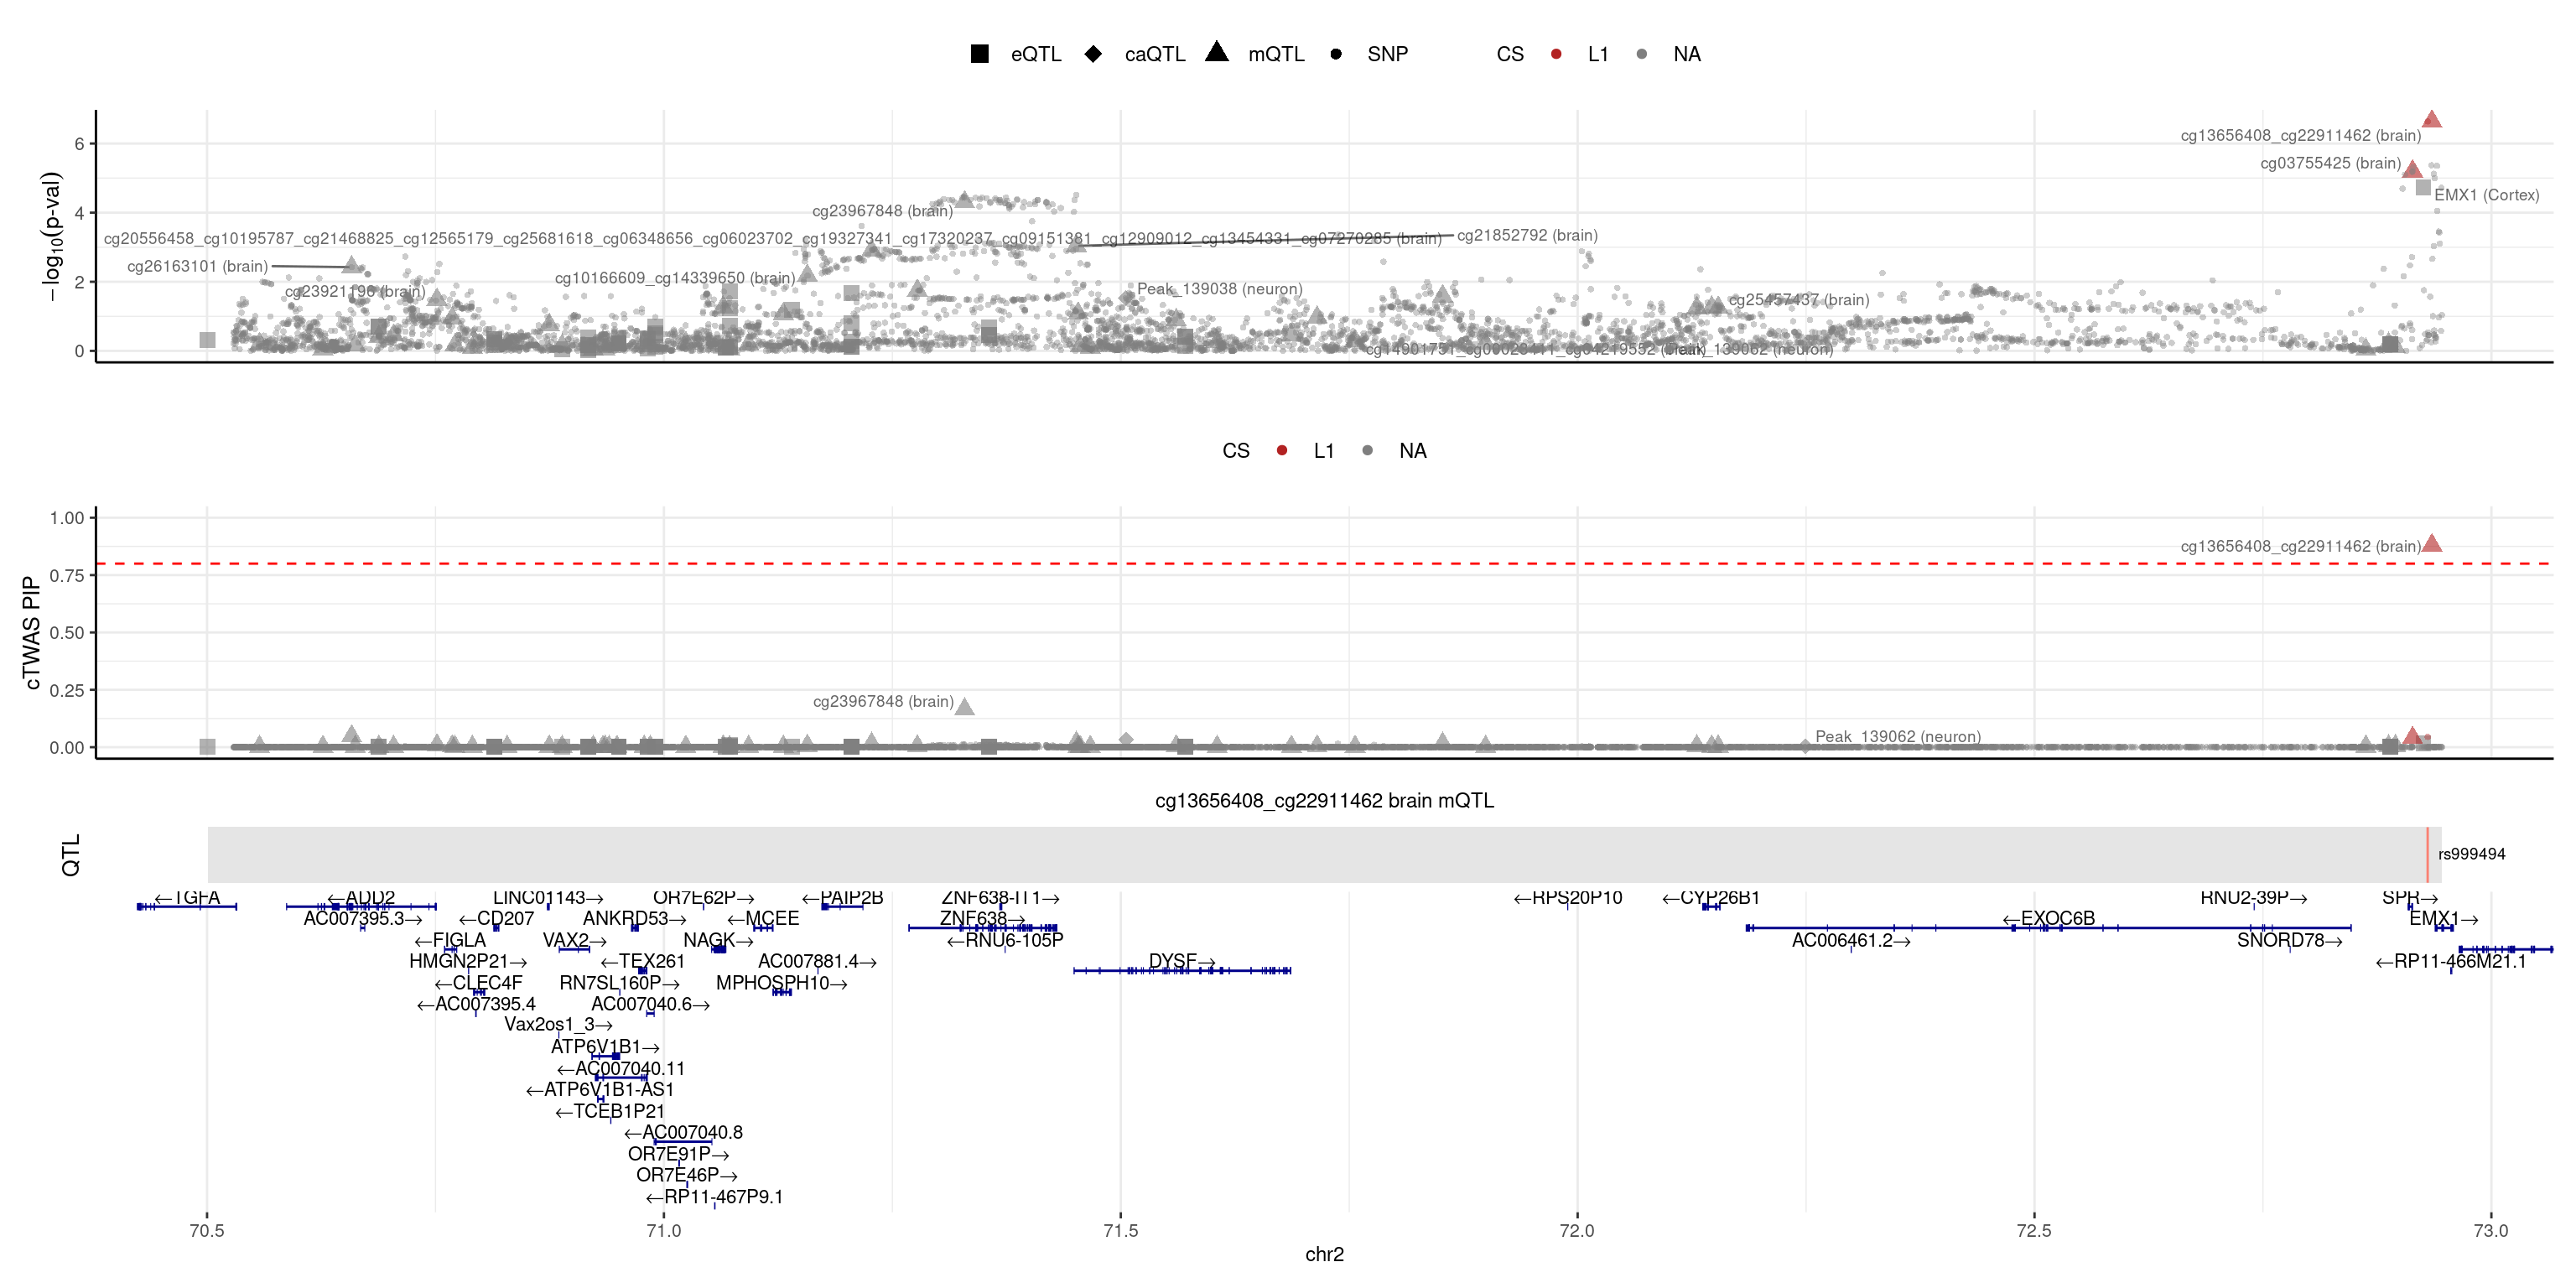 eQTL caQTL mQTL SNP CS L1 NA
−log10(p-val)
6
4
2
0
cg13656408_cg22911462 (brain)
cg03755425 (brain)
EMX1 (Cortex)
cg23967848 (brain)
cg20556458_cg10195787_cg21468825_cg12565179_cg25681618_cg06348656_cg06023702_cg19327341_cg17320237_cg09151381_cg12909012_cg13454331_cg07270285 (brain)
cg21852792 (brain)
cg26163101 (brain)
cg10166609_cg14339650 (brain)
cg23921196 (brain)
Peak_139038 (neuron)
cg25457437 (brain)
_139062 (neuron)
CS L1 NA
cTWAS PIP
1.00
0.75
0.50
0.25
0.00
cg13656408_cg22911462 (brain)
cg23967848 (brain)
Peak_139062 (neuron)
cg13656408_cg22911462 brain mQTL
QTL
rs999494
←TGFA ←ADD2 LINC01143→ OR7E62P→ ←PAIP2B ZNF638-IT1→ ←RPS20P10 ←CYP26B1 RNU2-39P→ SPR→
AC007395.3→ ←CD207 ANKRD53→ ←MCEE ZNF638→ ←EXOC6B EMX1→
←FIGLA VAX2→ NAGK→ ←RNU6-105P AC006461.2→ SNORD78→
HMGN2P21→ ←TEX261 AC007881.4→ DYSF→ ←RP11-466M21.1
←CLEC4F RN7SL160P→ MPHOSPH10→
←AC007395.4 AC007040.6→
Vax2os1_3→
ATP6V1B1→
←AC007040.11
←ATP6V1B1-AS1
←TCEB1P21
←AC007040.8
OR7E91P→
OR7E46P→
←RP11-467P9.1
70.5 71.0 71.5 72.0 72.5 73.0
chr2